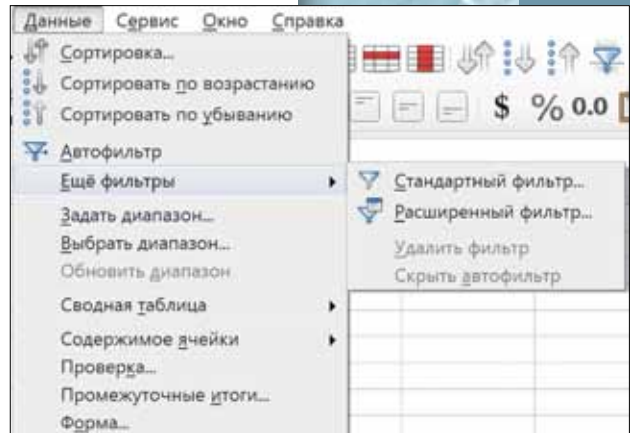 Данные Сервис Окно Справка
Сортировка...
Сортировать по возрастанию
Сортировать по убыванию
$ % 0.0
Автофильтр
Ещё фильтры
Стандартный фильтр...
Расширенный фильтр...
Удалить фильтр
Скрыть автофильтр
Задать диапазон...
Выбрать диапазон...
Обновить диапазон
Сводная таблица
Содержимое ячейки
Проверка...
Промежуточные итоги...
Форма...